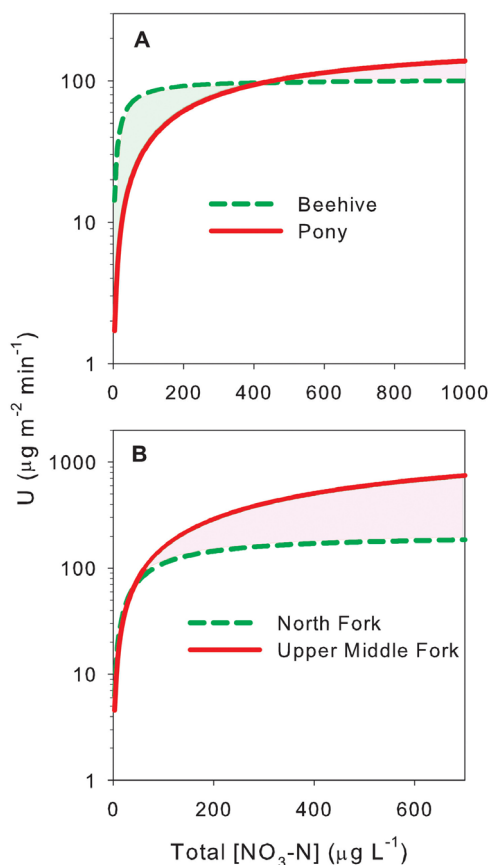 A
100
10
1
Beehive
Pony
0 200 400 600 800 1000
U (µg m⁻² min⁻¹)
B
1000
100
10
1
North Fork
Upper Middle Fork
0 200 400 600
Total [NO₃-N] (µg L⁻¹)